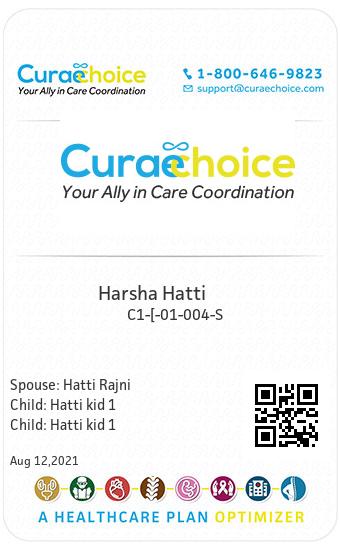 Curaechoice
Your Ally in Care Coordination
1-800-646-9823
support@curaechoice.com
Curaechoice
Your Ally in Care Coordination
Harsha Hatti
C1-[-01-004-S
Spouse: Hatti Rajni
Child: Hatti kid 1
Child: Hatti kid 1
Aug 12,2021
A HEALTHCARE PLAN OPTIMIZER